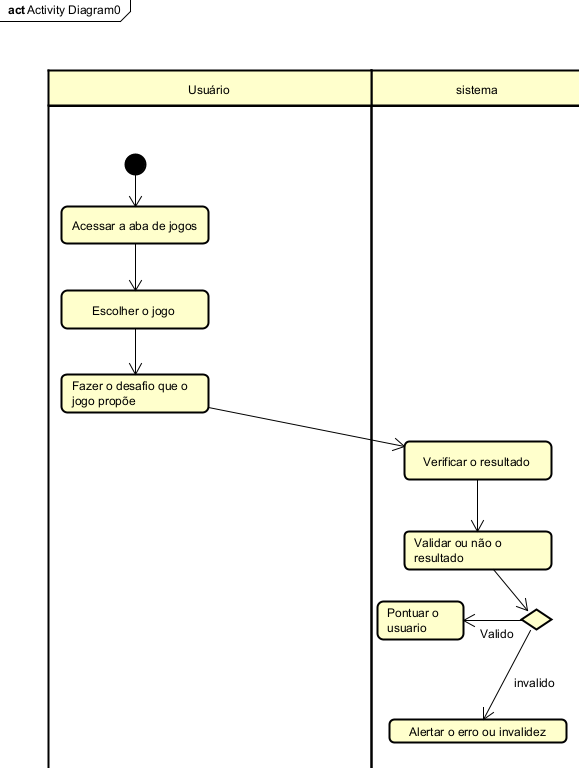 act Activity Diagram0
Usuário
sistema
Acessar a aba de jogos
Escolher o jogo
Fazer o desafio que o
jogo propõe
Verificar o resultado
Validar ou não o
resultado
Pontuar o
usuario
Valido
invalido
Alertar o erro ou invalidez